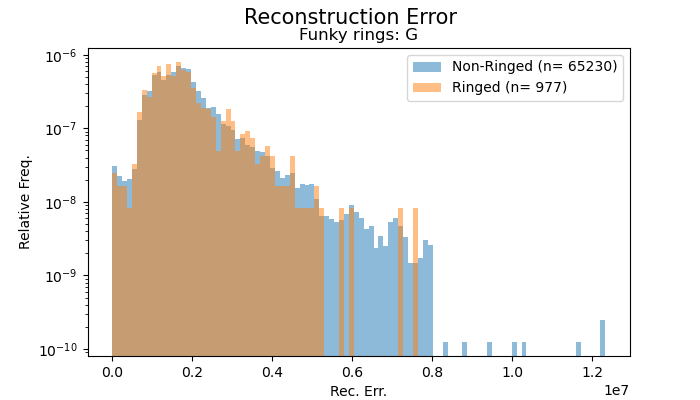 Reconstruction Error
Funky rings: G
Non-Ringed (n= 65230)
Ringed (n= 977)
Relative Freq.
10⁻⁶
10⁻⁷
10⁻⁸
10⁻⁹
10⁻¹⁰
0.0 0.2 0.4 0.6 0.8 1.0 1.2
1e7
Rec. Err.